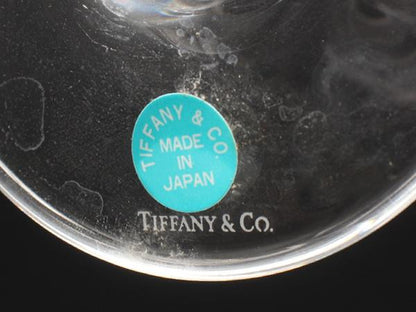 TIFFANY & CO
MADE
IN
JAPAN
TIFFANY & CO.